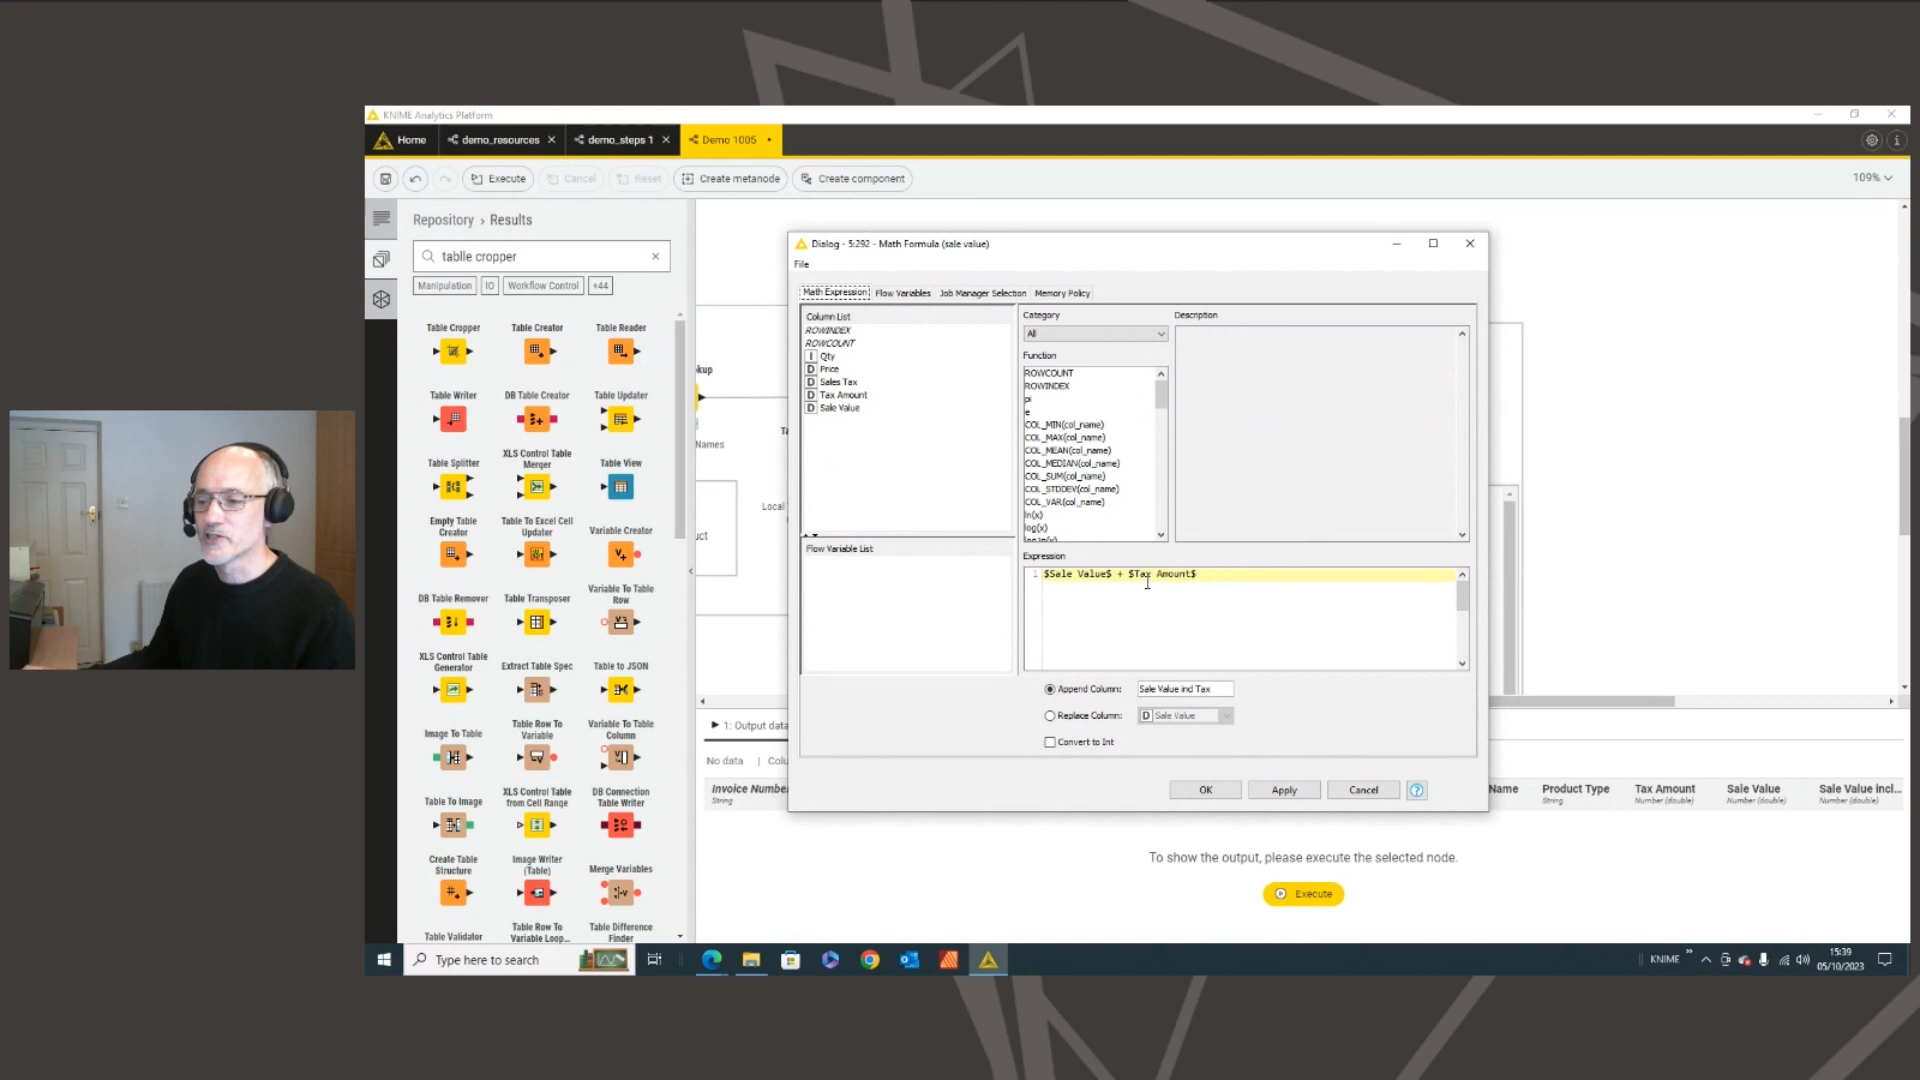 KNIME Analytics Platform
Home
demo_resources
demo_steps 1
Demo 1005
Execute
Cancel
Reset
Create metanode
Create component
109%
Repository › Results
tablle cropper
Manipulation
IO
Workflow Control
+44
Table Cropper
Table Creator
Table Reader
Table Writer
DB Table Creator
Table Updater
Table Splitter
XLS Control Table Merger
Table View
Empty Table Creator
Table To Excel Cell Updater
Variable Creator
DB Table Remover
Table Transposer
Variable To Table Row
XLS Control Table Generator
Extract Table Spec
Table to JSON
Image To Table
Table Row To Variable
Variable To Table Column
Table To Image
XLS Control Table from Cell Range
DB Connection Table Writer
Create Table Structure
Image Writer (Table)
Merge Variables
Table Validator
Table Row To Variable Loop...
Table Difference Finder
kup
Names
Ta
Local
uct
Dialog - 5:292 - Math Formula (sale value)
File
Math Expression
Flow Variables
Job Manager Selection
Memory Policy
Column List
ROWINDEX
ROWCOUNT
I Qty
D Price
D Sales Tax
D Tax Amount
D Sale Value
Flow Variable List
Category
All
Function
ROWCOUNT
ROWINDEX
pi
e
COL_MIN(col_name)
COL_MAX(col_name)
COL_MEAN(col_name)
COL_MEDIAN(col_name)
COL_SUM(col_name)
COL_STDDEV(col_name)
COL_VAR(col_name)
ln(x)
log(x)
Description
Expression
1 $Sale Value$ + $Tax Amount$
Append Column:
Sale Value incl Tax
Replace Column:
D Sale Value
Convert to Int
OK
Apply
Cancel
1: Output data
No data | Colu
Invoice Numbe
String
Name
Product Type
String
Tax Amount
Number (double)
Sale Value
Number (double)
Sale Value incl...
Number (double)
To show the output, please execute the selected node.
Execute
Type here to search
KNIME
15:39
05/10/2023